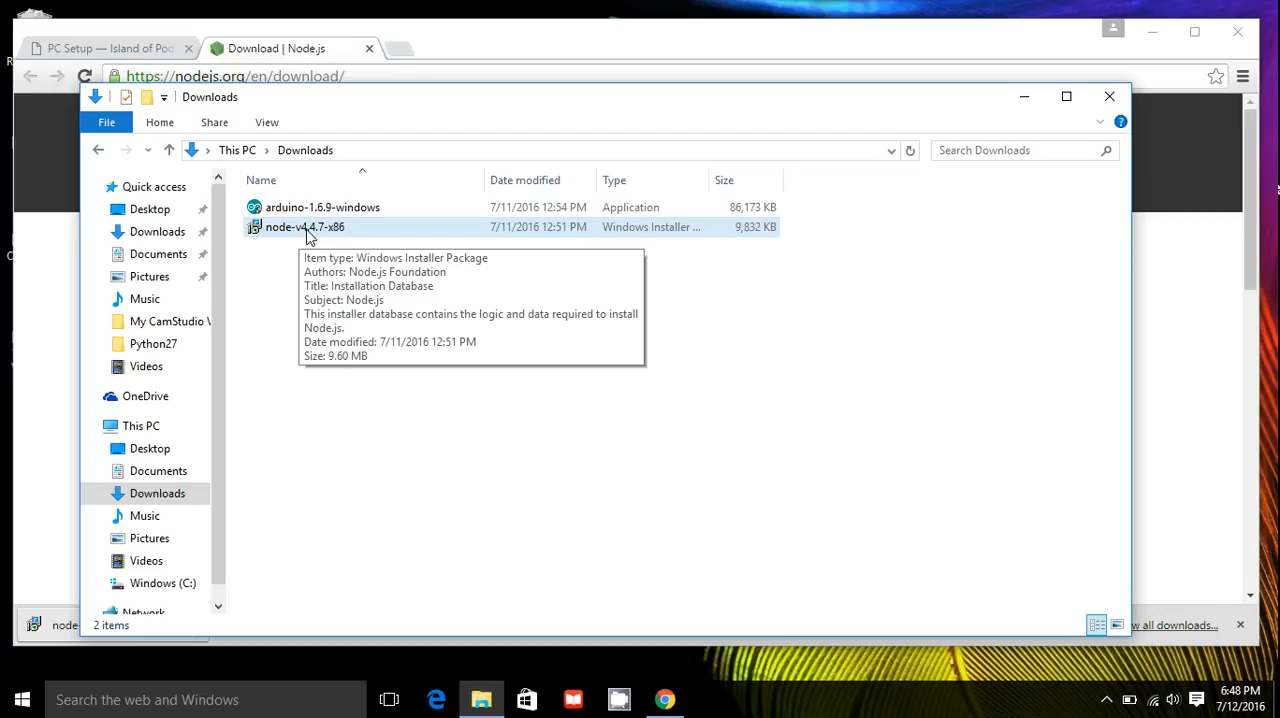 PC Setup — Island of Pod
Download | Node.js
https://nodejs.org/en/download/
Downloads
File
Home
Share
View
This PC
Downloads
Search Downloads
Name
Date modified
Type
Size
arduino-1.6.9-windows
7/11/2016 12:54 PM
Application
86,173 KB
node-v4.4.7-x86
7/11/2016 12:51 PM
Windows Installer ...
9,832 KB
Item type: Windows Installer Package
Authors: Node.js Foundation
Title: Installation Database
Subject: Node.js
This installer database contains the logic and data required to install
Node.js.
Date modified: 7/11/2016 12:51 PM
Size: 9.60 MB
Quick access
Desktop
Downloads
Documents
Pictures
Music
My CamStudio V
Python27
Videos
OneDrive
This PC
Desktop
Documents
Downloads
Music
Pictures
Videos
Windows (C:)
Network
2 items
node-
w all downloads...
Search the web and Windows
6:48 PM
7/12/2016